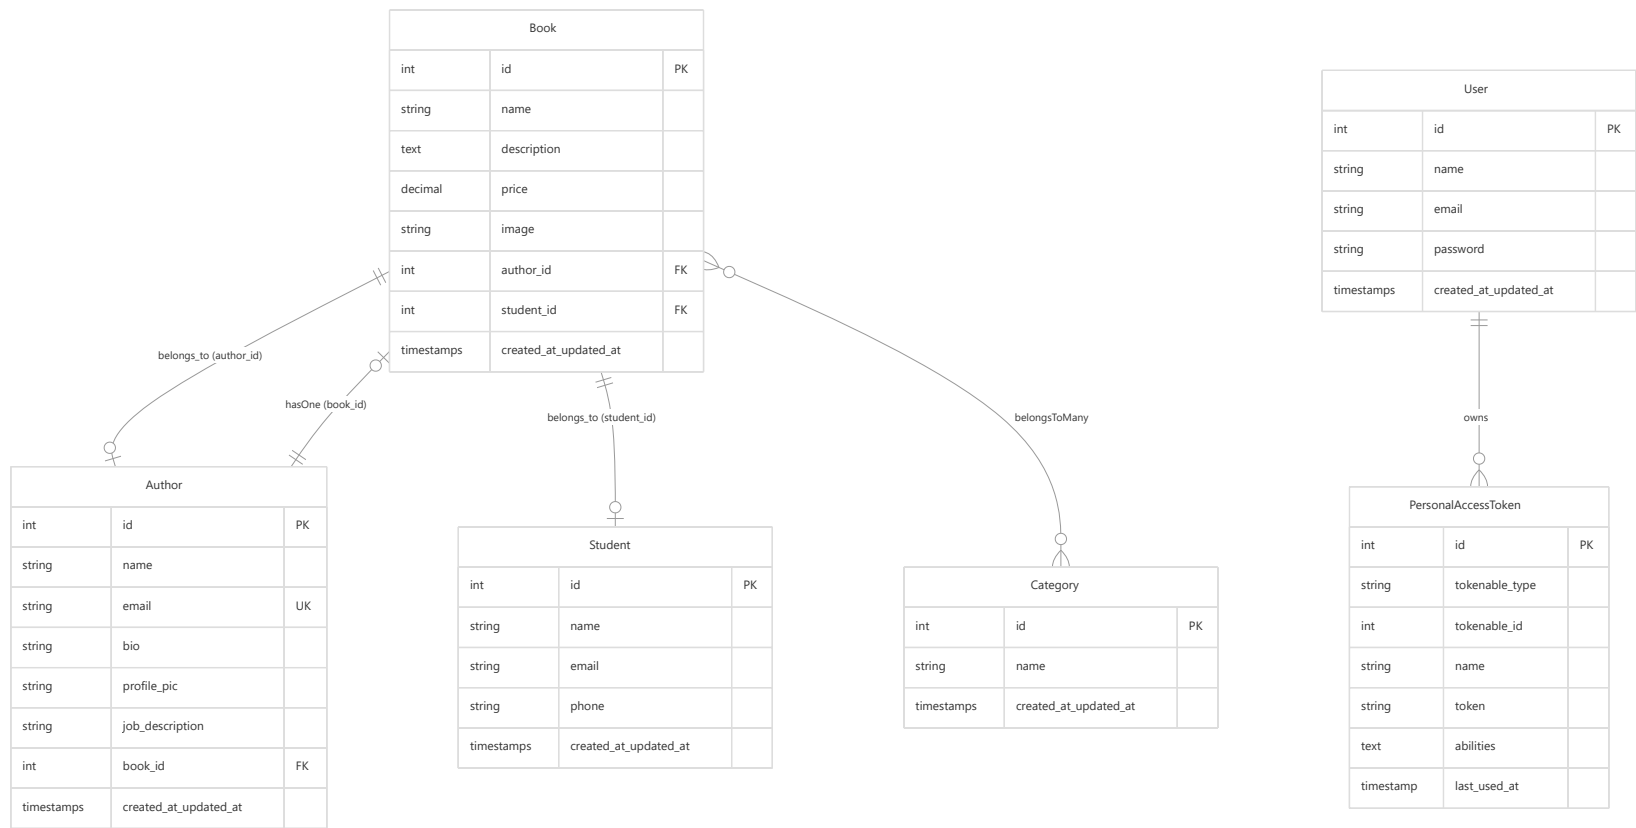 Book
int id PK
string name
text description
decimal price
string image
int author_id FK
int student_id FK
timestamps created_at_updated_at
User
int id PK
string name
string email
string password
timestamps created_at_updated_at
belongs_to (author_id)
hasOne (book_id)
belongs_to (student_id)
belongsToMany
owns
Author
int id PK
string name
string email UK
string bio
string profile_pic
string job_description
int book_id FK
timestamps created_at_updated_at
Student
int id PK
string name
string email
string phone
timestamps created_at_updated_at
Category
int id PK
string name
timestamps created_at_updated_at
PersonalAccessToken
int id PK
string tokenable_type
int tokenable_id
string name
string token
text abilities
timestamp last_used_at